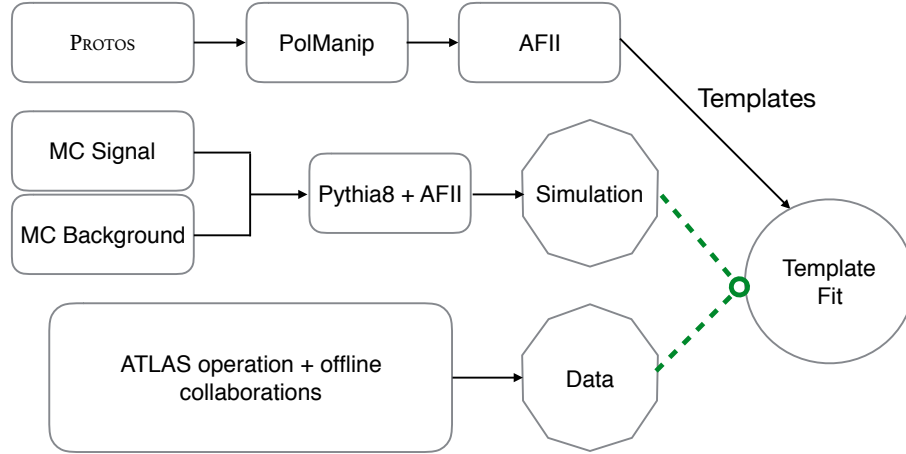 PROTOS
PolManip
AFII
Templates
MC Signal
MC Background
Pythia8 + AFII
Simulation
Template
Fit
ATLAS operation + offline
collaborations
Data